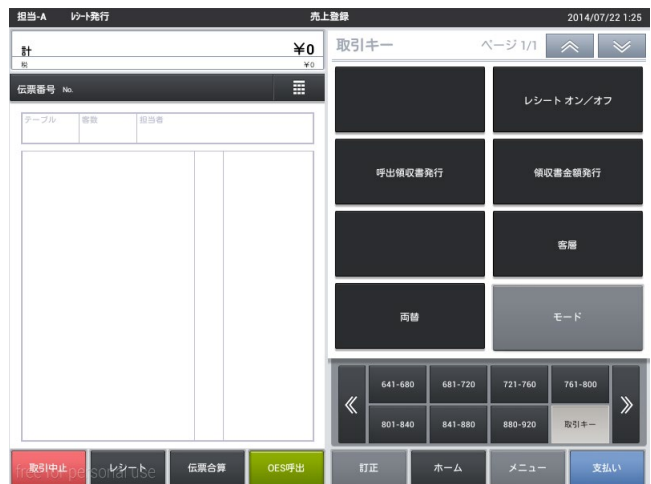 担当-A ﾚｼｰﾄ発行 売上登録 2014/07/22 1:25
計 ¥0
税 ¥0
伝票番号 No.
テーブル 客数 担当者
取引キー ページ 1/1
レシート オン／オフ
呼出領収書発行 領収書金額発行
客層
両替 モード
641-680 681-720 721-760 761-800
801-840 841-880 880-920 取引キー
取引中止 レシート 伝票合算 OES呼出 訂正 ホーム メニュー 支払い
free for personal use